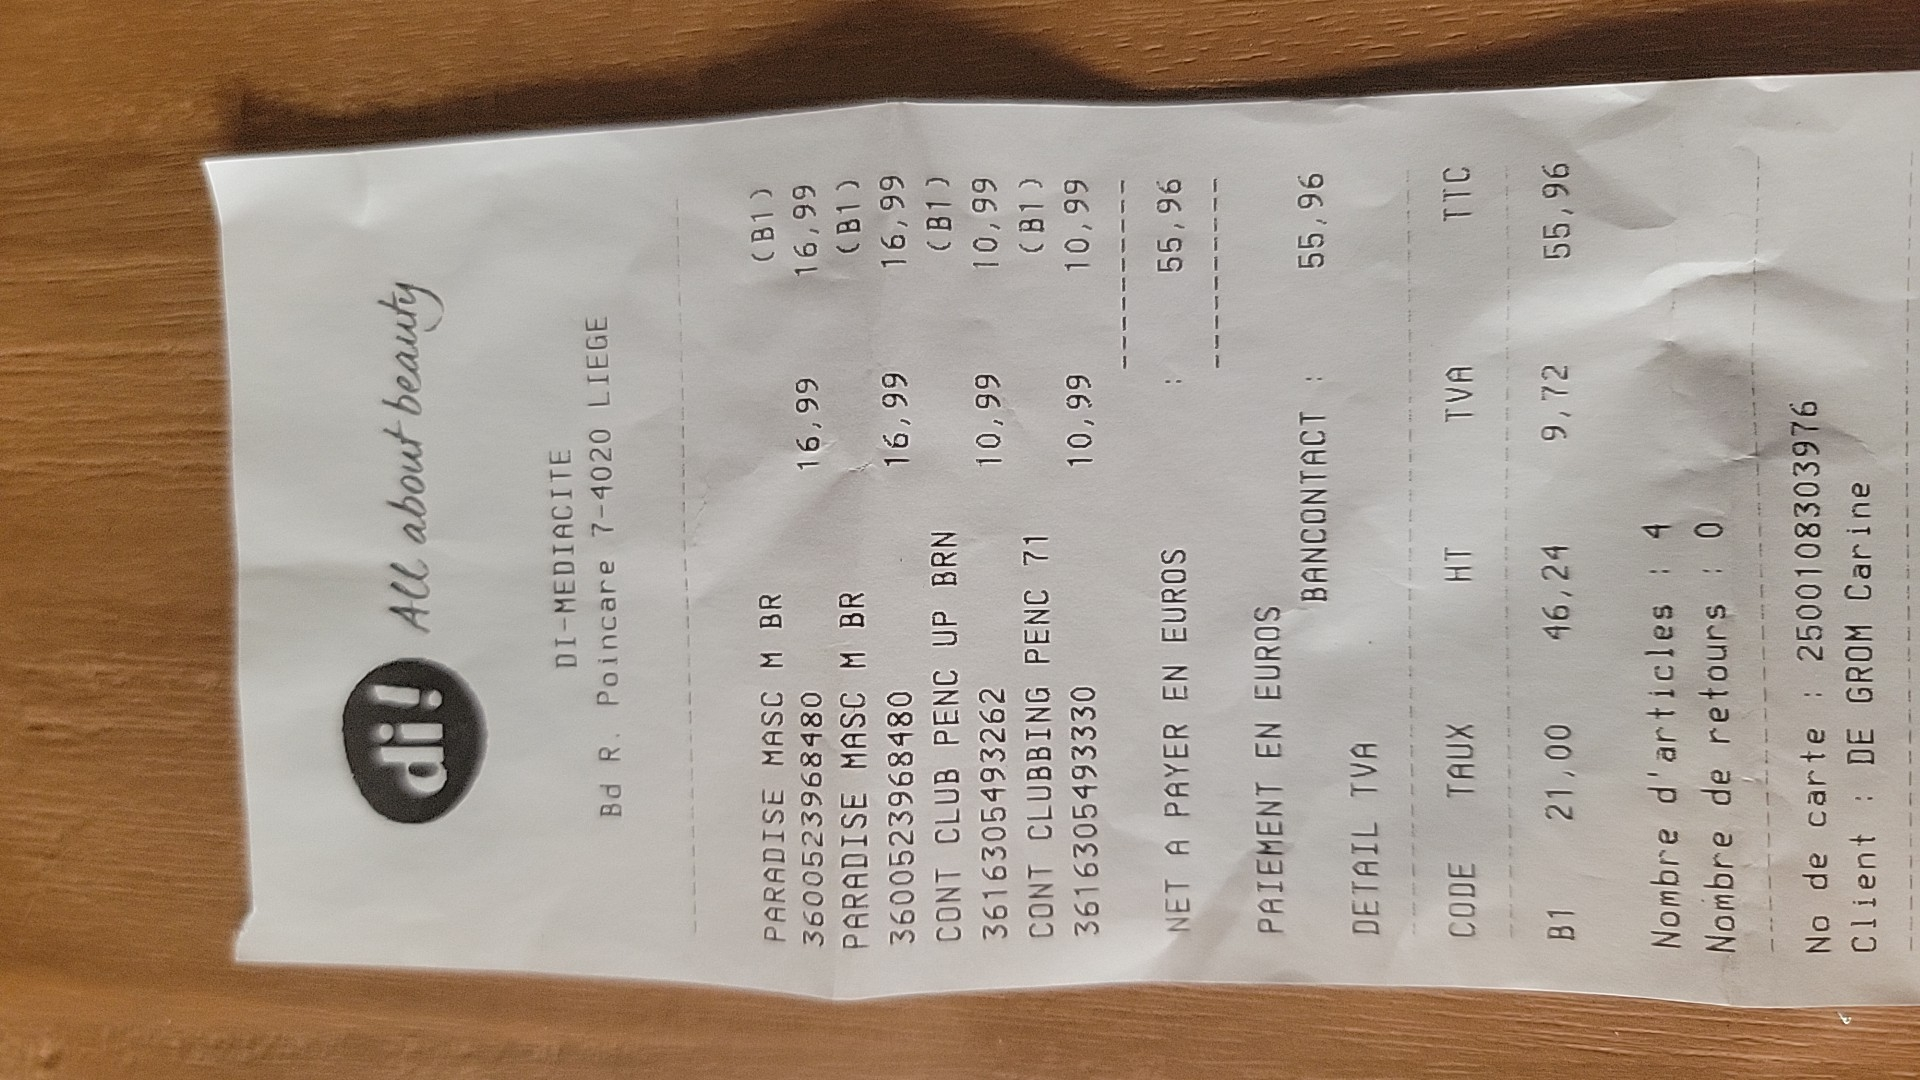 di! All about beauty
DI-MEDIACITE
Bd R. Poincare 7-4020 LIEGE
PARADISE MASC M BR (B1)
3600523968480 16,99 16,99
PARADISE MASC M BR (B1)
3600523968480 16,99 16,99
CONT CLUB PENC UP BRN (B1)
3616305493262 10,99 10,99
CONT CLUBBING PENC 71 (B1)
3616305493330 10,99 10,99
----------
NET A PAYER EN EUROS : 55,96
----------
PAIEMENT EN EUROS
BANCONTACT : 55,96
DETAIL TVA
CODE TAUX HT TVA TTC
B1 21,00 46,24 9,72 55,96
Nombre d'articles : 4
Nombre de retours : 0
No de carte : 2500108303976
Client : DE GROM Carine